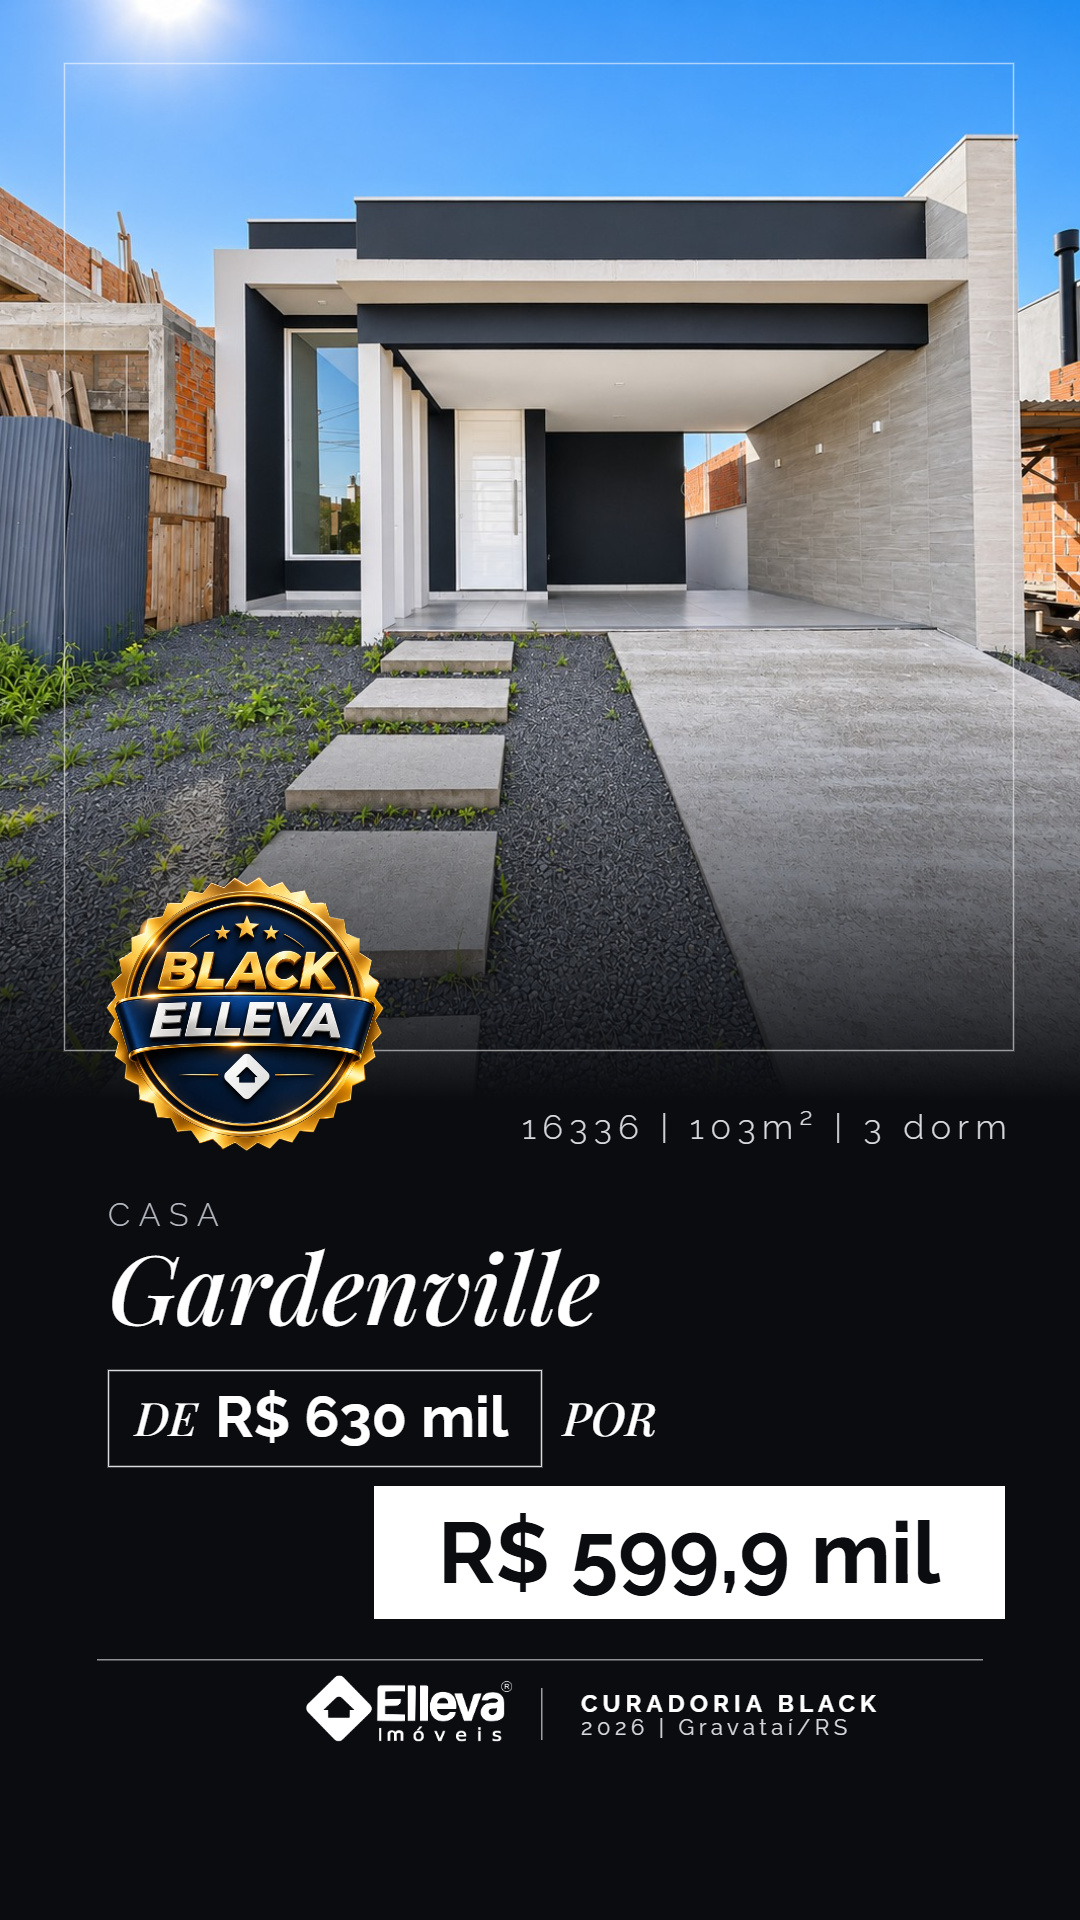 BLACK
ELLEVA
16336 | 103m² | 3 dorm
CASA
Gardenville
DE R$ 630 mil POR
R$ 599,9 mil
Elleva®
Imóveis
CURADORIA BLACK
2026 | Gravataí/RS